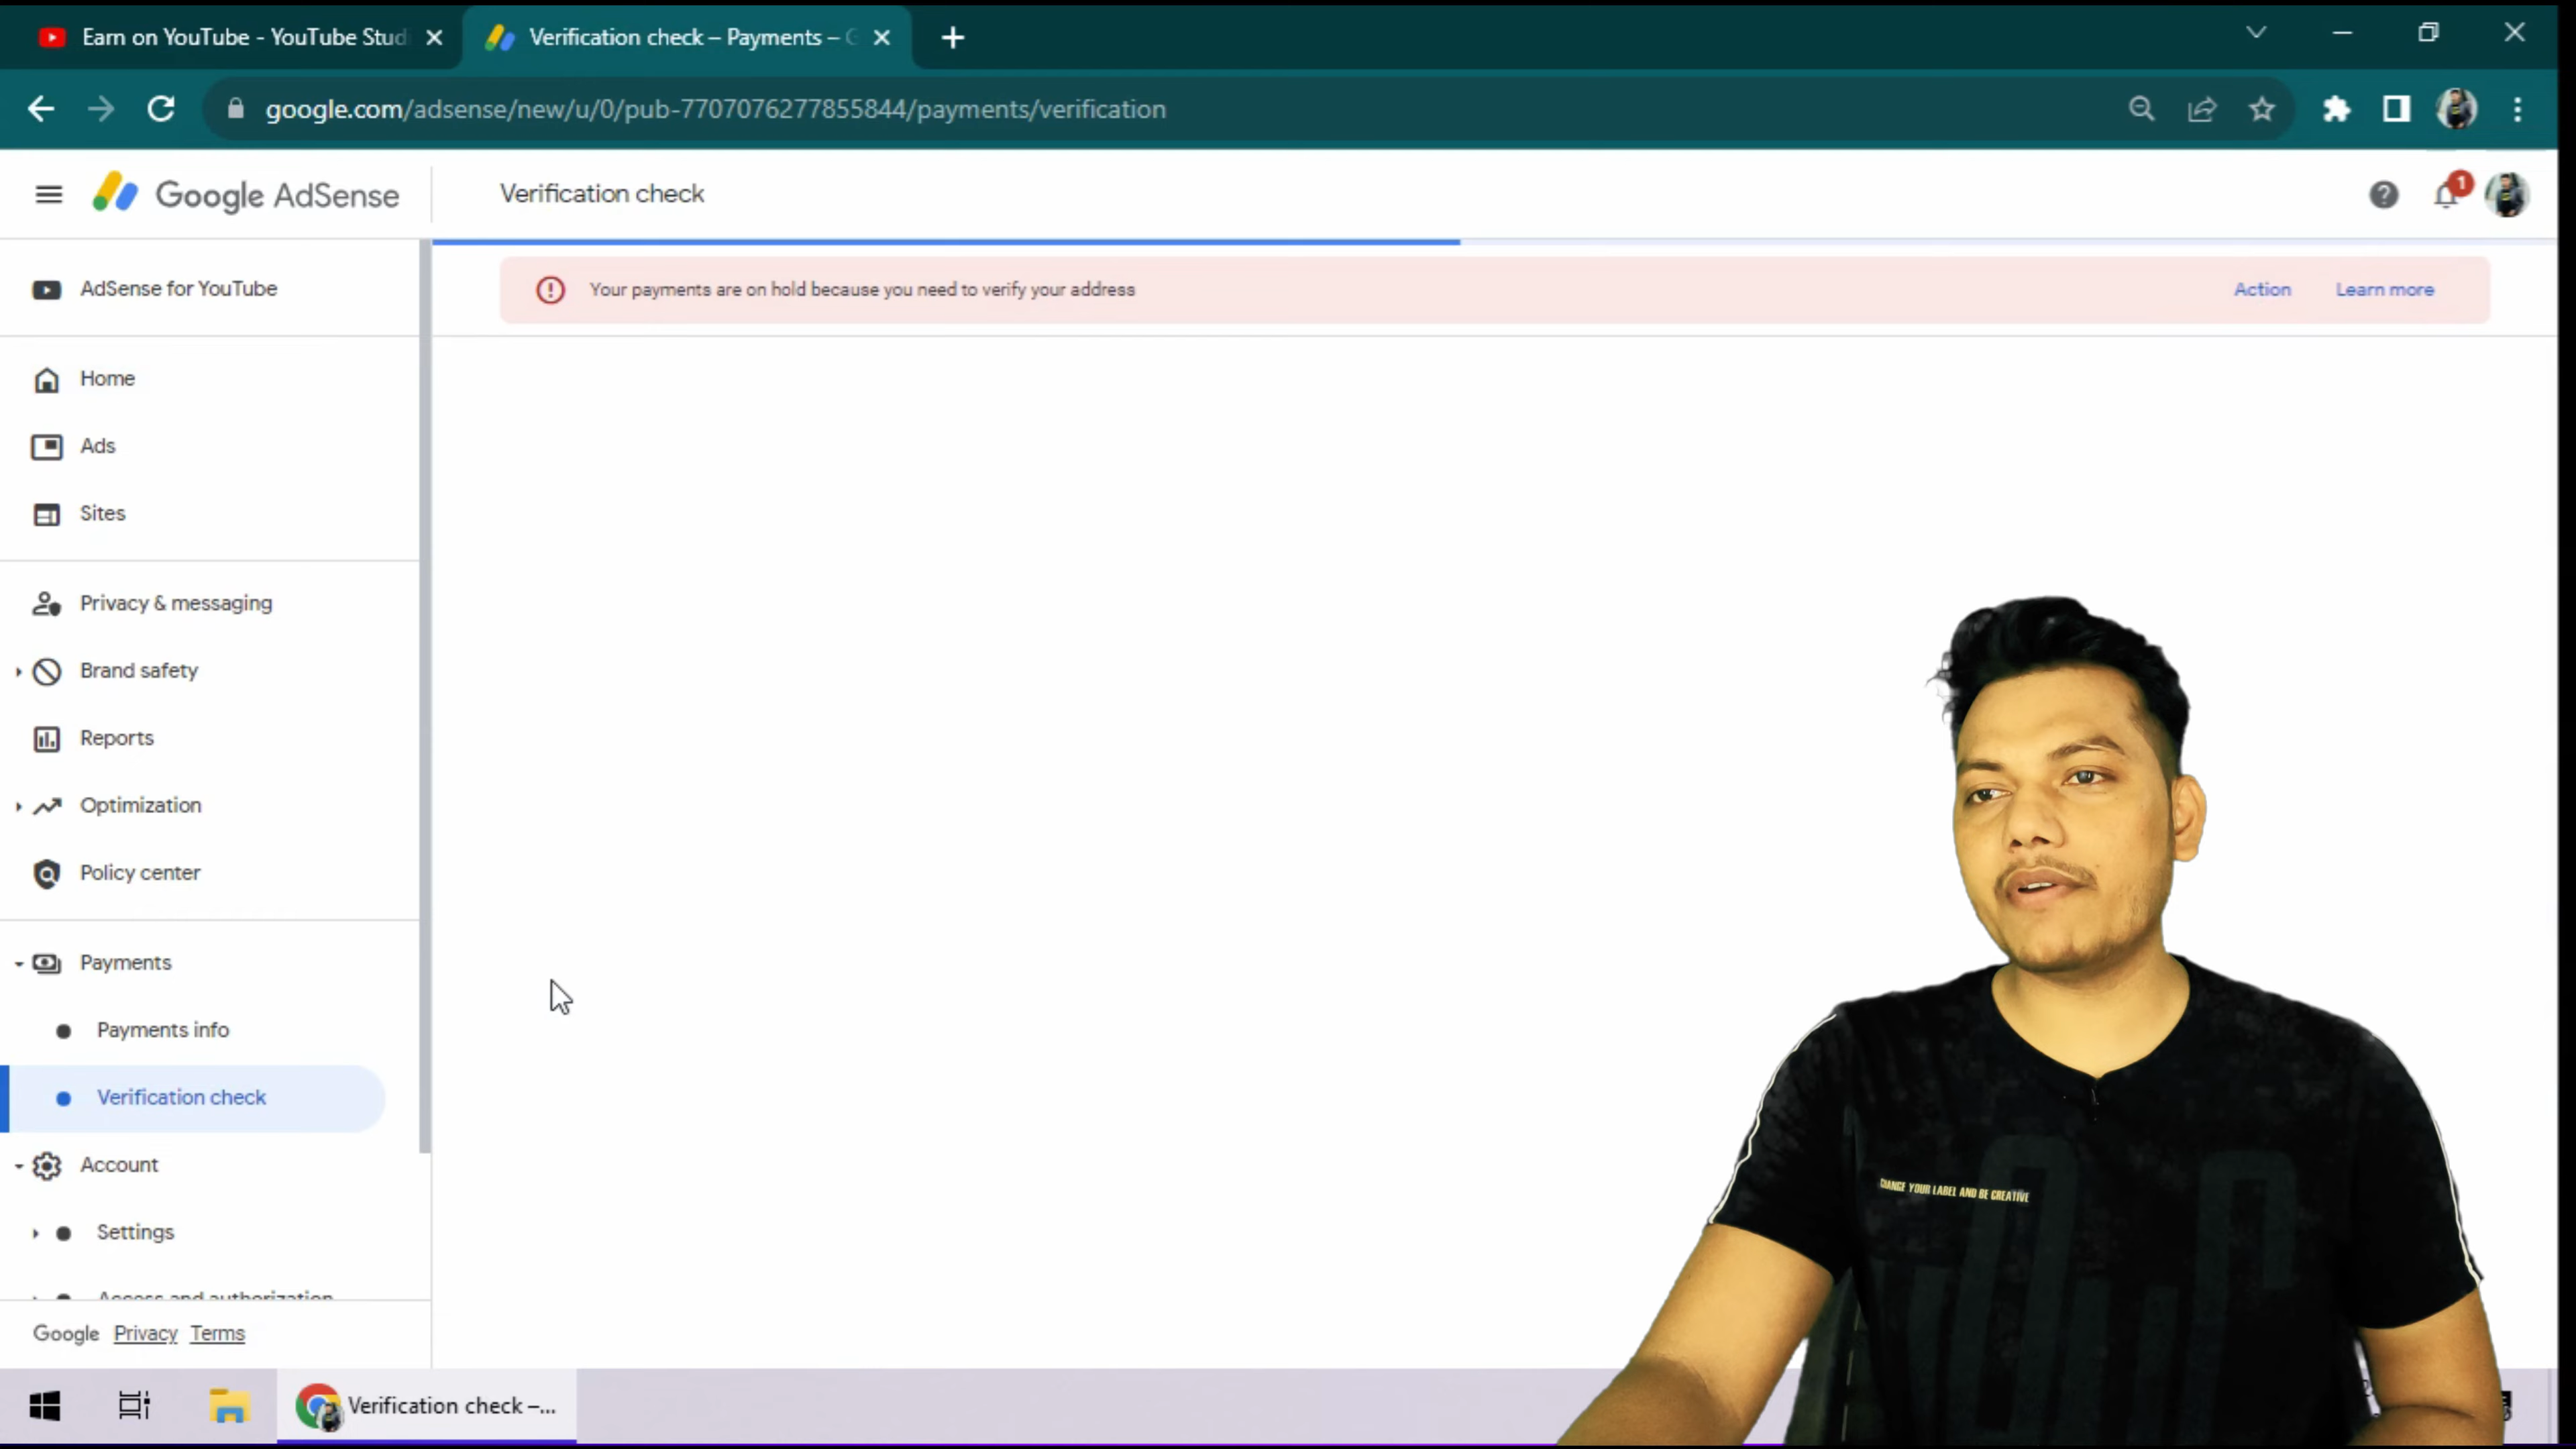 Earn on YouTube - YouTube Stud
Verification check – Payments – G
google.com/adsense/new/u/0/pub-7707076277855844/payments/verification
Google AdSense
Verification check
1
AdSense for YouTube
Your payments are on hold because you need to verify your address
Action
Learn more
Home
Ads
Sites
Privacy & messaging
Brand safety
Reports
Optimization
Policy center
Payments
Payments info
Verification check
Account
Settings
Access and authorization
Google Privacy Terms
CHANGE YOUR LABEL AND BE CREATIVE
Verification check –...